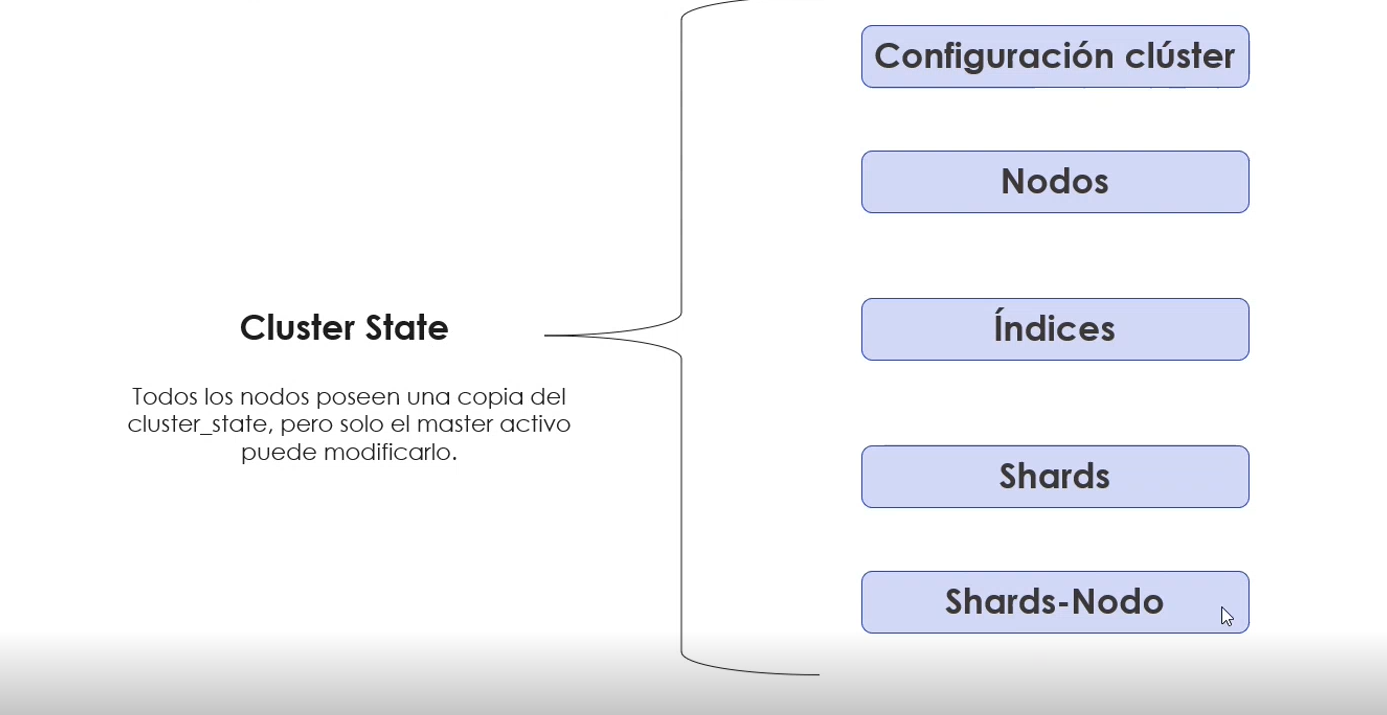 Configuración clúster
Nodos
Cluster State
Índices
Todos los nodos poseen una copia del
cluster_state, pero solo el master activo
puede modificarlo.
Shards
Shards-Nodo